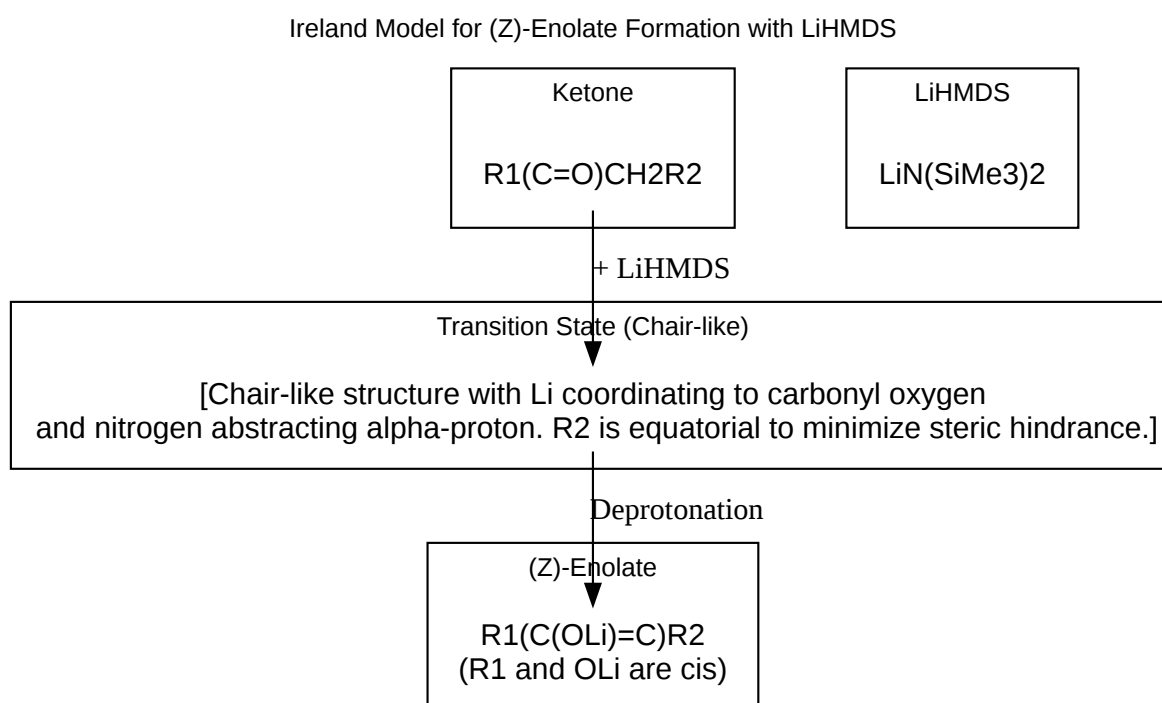 Ireland Model for (Z)-Enolate Formation with LiHMDS
Ketone
LiHMDS
R1(C=O)CH2R2
LiN(SiMe3)2
+ LiHMDS
Transition State (Chair-like)
[Chair-like structure with Li coordinating to carbonyl oxygen
and nitrogen abstracting alpha-proton. R2 is equatorial to minimize steric hindrance.]
Deprotonation
(Z)-Enolate
R1(C(OLi)=C)R2
(R1 and OLi are cis)